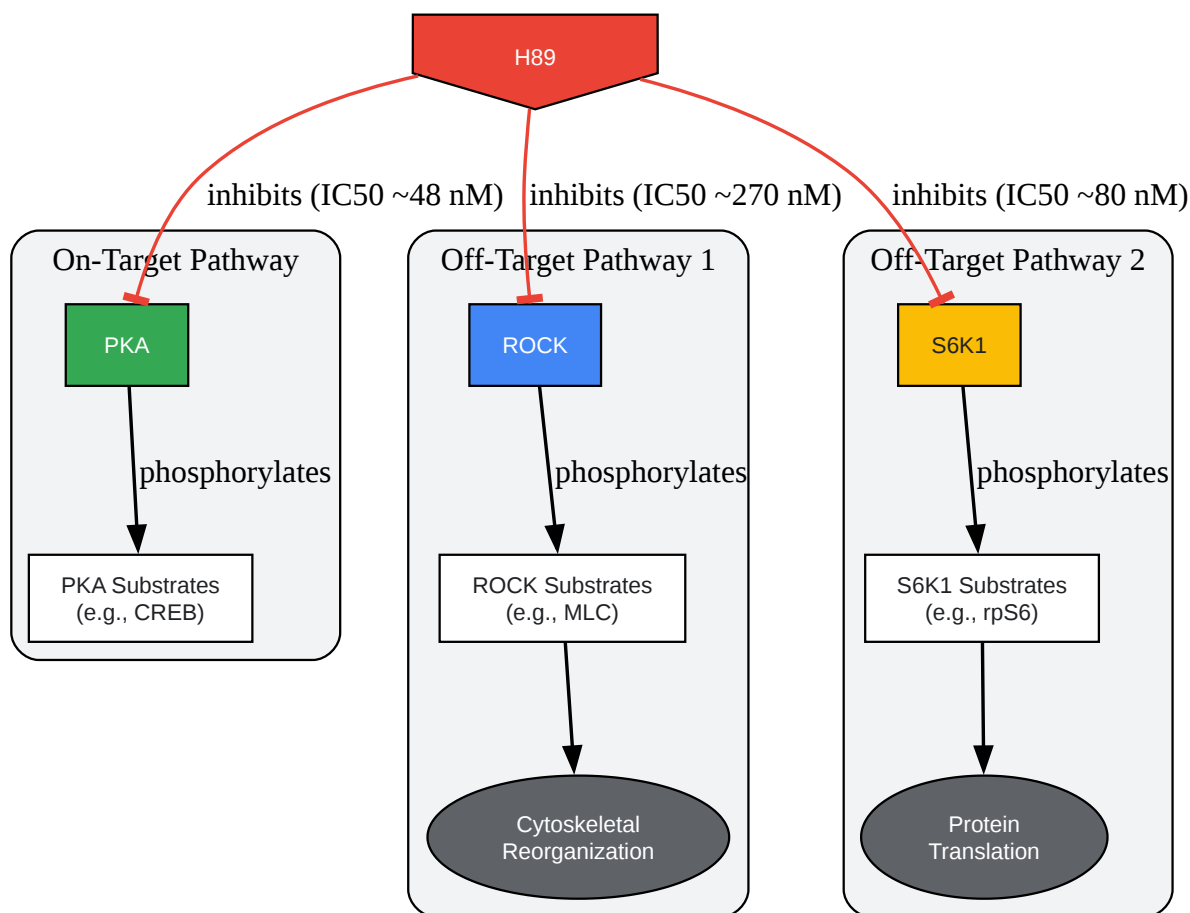 H89
inhibits (IC50 ~48 nM)
inhibits (IC50 ~270 nM)
inhibits (IC50 ~80 nM)
On-Target Pathway
Off-Target Pathway 1
Off-Target Pathway 2
PKA
ROCK
S6K1
phosphorylates
phosphorylates
phosphorylates
PKA Substrates
(e.g., CREB)
ROCK Substrates
(e.g., MLC)
S6K1 Substrates
(e.g., rpS6)
Cytoskeletal
Reorganization
Protein
Translation